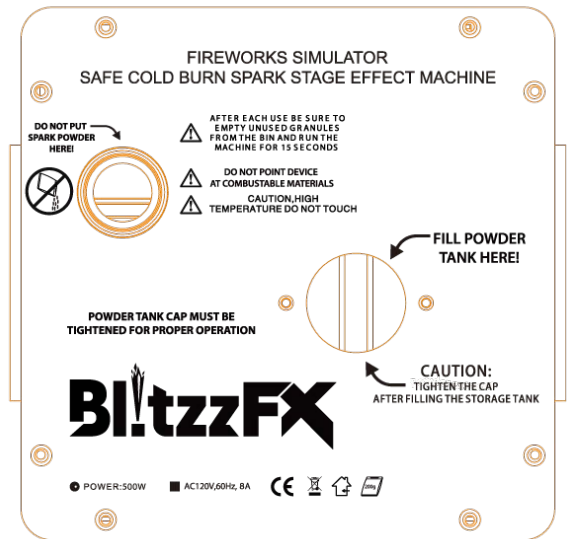 FIREWORKS SIMULATOR
SAFE COLD BURN SPARK STAGE EFFECT MACHINE
DO NOT PUT
SPARK POWDER
HERE!
AFTER EACH USE BE SURE TO
EMPTY UNUSED GRANULES
FROM THE BIN AND RUN THE
MACHINE FOR 15 SECONDS
DO NOT POINT DEVICE
AT COMBUSTABLE MATERIALS
CAUTION,HIGH
TEMPERATURE DO NOT TOUCH
FILL POWDER
TANK HERE!
POWDER TANK CAP MUST BE
TIGHTENED FOR PROPER OPERATION
CAUTION:
TIGHTEN THE CAP
AFTER FILLING THE STORAGE TANK
Bl!tzzFX
POWER:500W
AC120V,60Hz, 8A
CE
200g